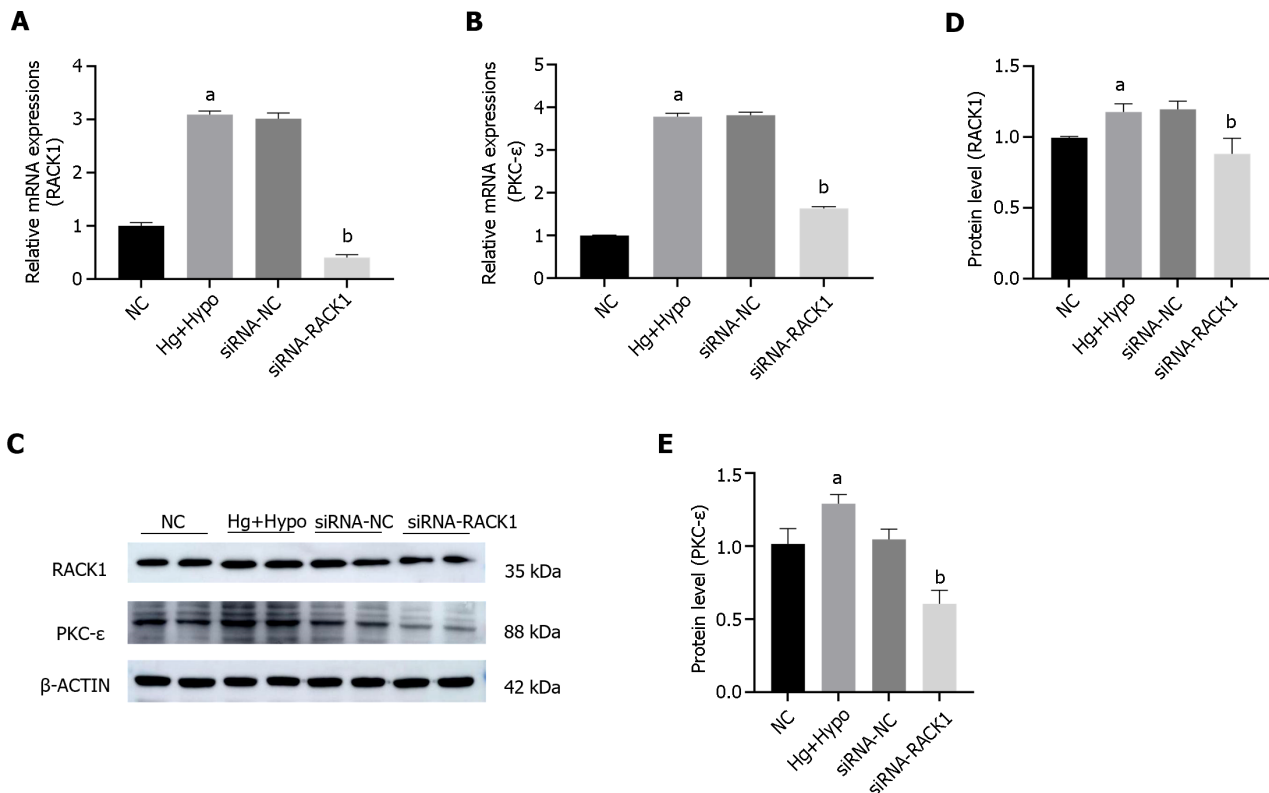 A
Relative mRNA expressions
(RACK1)
4
3
2
1
0
a
b
NC
Hg+Hypo
siRNA-NC
siRNA-RACK1
B
Relative mRNA expressions
(PKC-ε)
5
4
3
2
1
0
a
b
NC
Hg+Hypo
siRNA-NC
siRNA-RACK1
D
Protein level (RACK1)
1.5
1.0
0.5
0.0
a
b
NC
Hg+Hypo
siRNA-NC
siRNA-RACK1
C
NC Hg+Hypo siRNA-NC siRNA-RACK1
RACK1 35 kDa
PKC-ε 88 kDa
β-ACTIN 42 kDa
E
Protein level (PKC-ε)
1.5
1.0
0.5
0.0
a
b
NC
Hg+Hypo
siRNA-NC
siRNA-RACK1